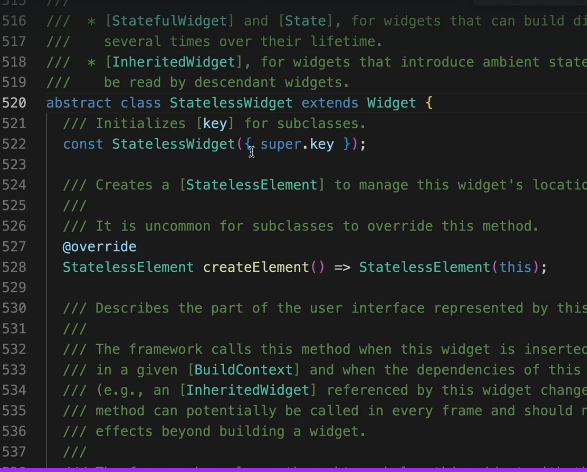 515 ///
516 ///  * [StatefulWidget] and [State], for widgets that can build di
517 ///    several times over their lifetime.
518 ///  * [InheritedWidget], for widgets that introduce ambient state
519 ///    be read by descendant widgets.
520 abstract class StatelessWidget extends Widget {
521   /// Initializes [key] for subclasses.
522   const StatelessWidget({ super.key });
523
524   /// Creates a [StatelessElement] to manage this widget's locatio
525   ///
526   /// It is uncommon for subclasses to override this method.
527   @override
528   StatelessElement createElement() => StatelessElement(this);
529
530   /// Describes the part of the user interface represented by this
531   ///
532   /// The framework calls this method when this widget is inserted
533   /// in a given [BuildContext] and when the dependencies of this
534   /// (e.g., an [InheritedWidget] referenced by this widget change
535   /// method can potentially be called in every frame and should n
536   /// effects beyond building a widget.
537   ///